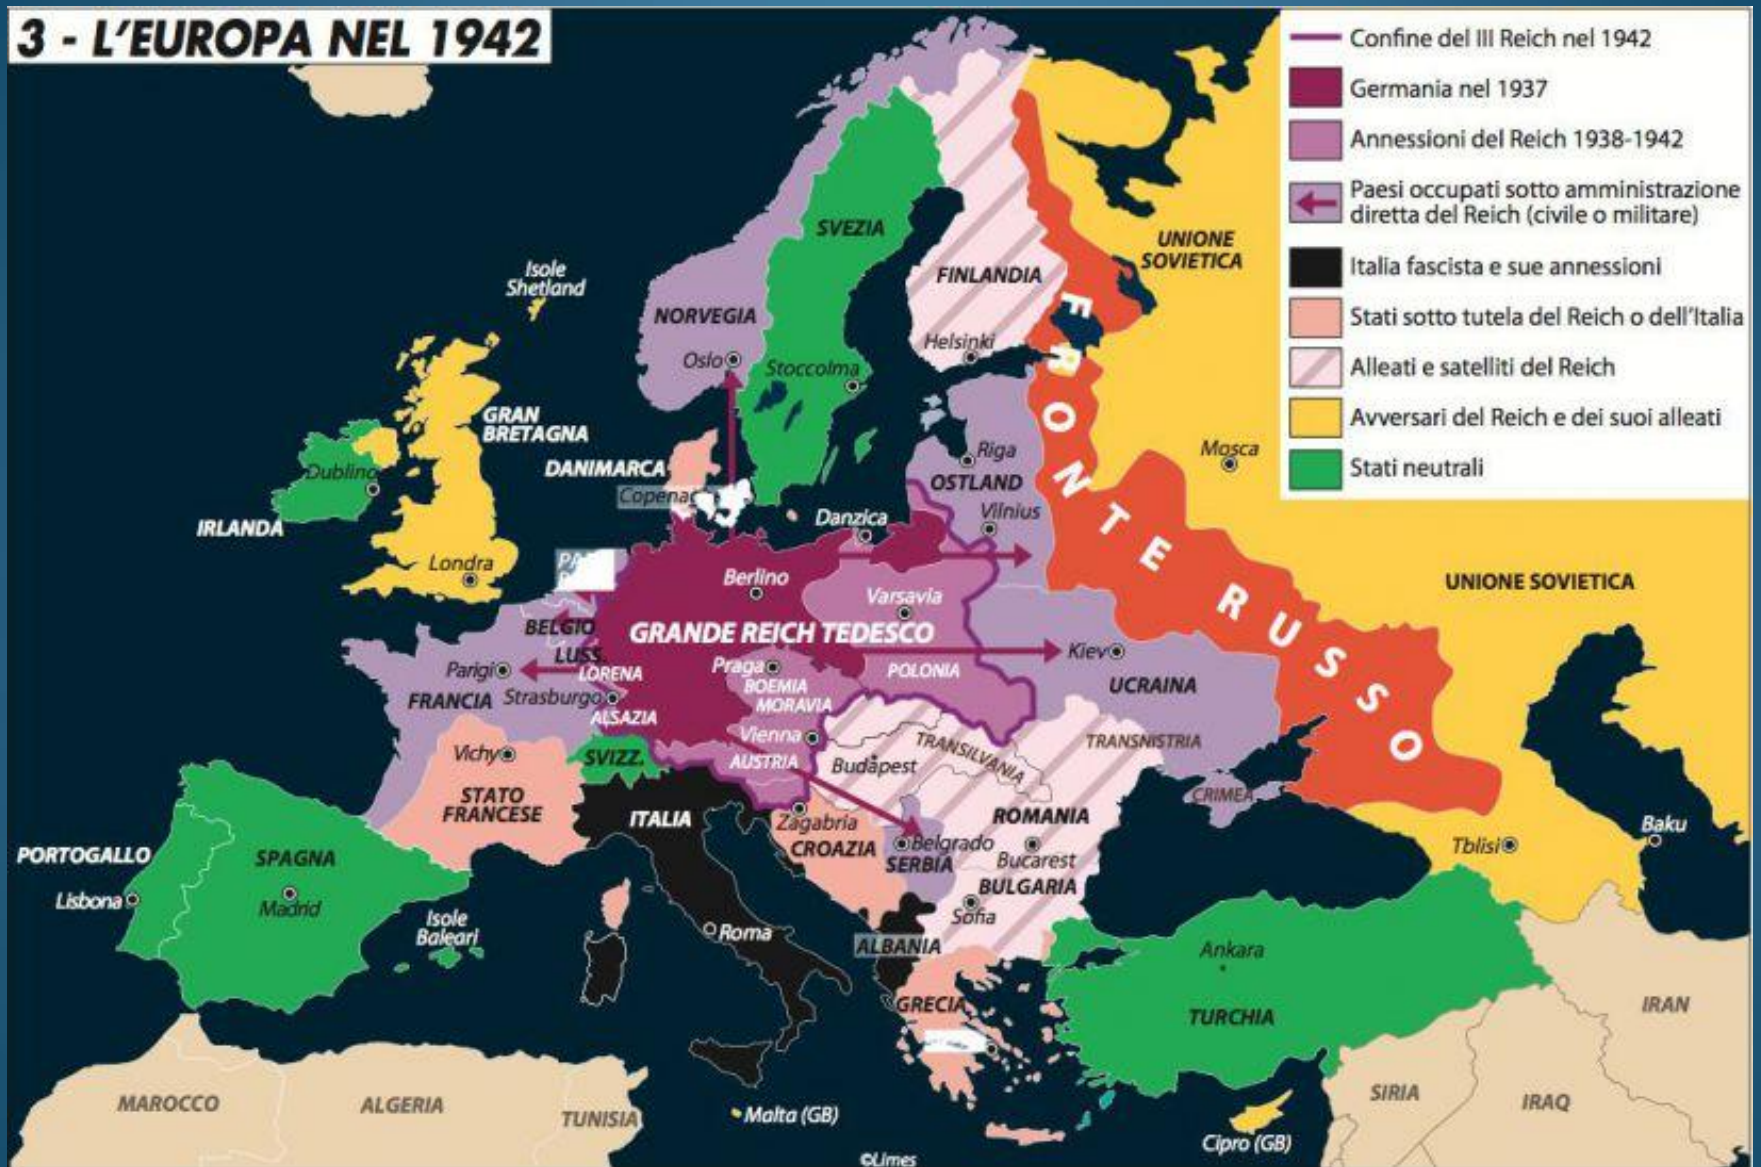 3 - L'EUROPA NEL 1942
Confine del III Reich nel 1942
Germania nel 1937
Annessioni del Reich 1938-1942
Paesi occupati sotto amministrazione
diretta del Reich (civile o militare)
Italia fascista e sue annessioni
Stati sotto tutela del Reich o dell'Italia
Alleati e satelliti del Reich
Avversari del Reich e dei suoi alleati
Stati neutrali
SVEZIA
UNIONE
SOVIETICA
Isole
Shetland
FINLANDIA
NORVEGIA
Helsinki
Oslo
Stoccolma
FRONTE RUSSO
GRAN
BRETAGNA
Mosca
Riga
DANIMARCA
Dublino
OSTLAND
Vilnius
Danzica
IRLANDA
Londra
Berlino
UNIONE SOVIETICA
Varsavia
BELGIO
GRANDE REICH TEDESCO
Kiev
LUSS.
Parigi
LORENA
Praga
POLONIA
BOEMIA
MORAVIA
UCRAINA
FRANCIA
Strasburgo
ALSAZIA
Vienna
TRANSILVANIA
TRANSNISTRIA
Vichy
SVIZZ.
AUSTRIA
Budapest
CRIMEA
STATO
FRANCESE
ITALIA
Zagabria
ROMANIA
Baku
CROAZIA
Belgrado
Tblisi
PORTOGALLO
SPAGNA
SERBIA
Bucarest
BULGARIA
Lisbona
Madrid
Sofia
Isole
Baleari
Roma
ALBANIA
Ankara
GRECIA
TURCHIA
IRAN
MAROCCO
ALGERIA
TUNISIA
Malta (GB)
SIRIA
IRAQ
Cipro (GB)
©Limes